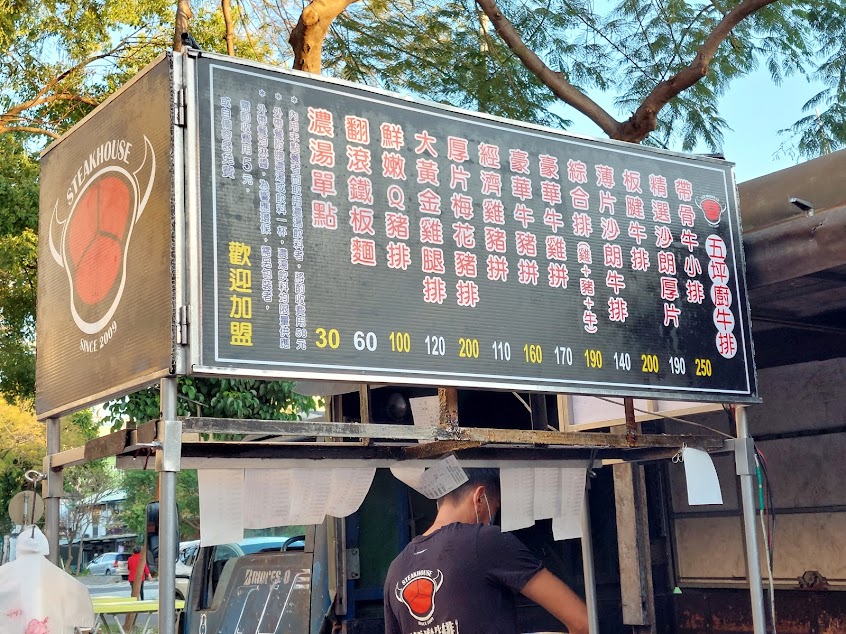 五坪廚牛排
帶骨牛小排 250
精選沙朗厚片 190
板腱牛排 200
薄片沙朗牛排 140
綜合排(雞+豬+牛) 190
豪華牛雞拼 170
豪華牛豬拼 160
經濟雞豬拼 110
厚片梅花豬排 200
大黃金雞腿排 120
鮮嫩Q豬排 100
翻滾鐵板麵 60
濃湯單點 30
歡迎加盟
STEAKHOUSE
SINCE 2009
STEAKHOUSE